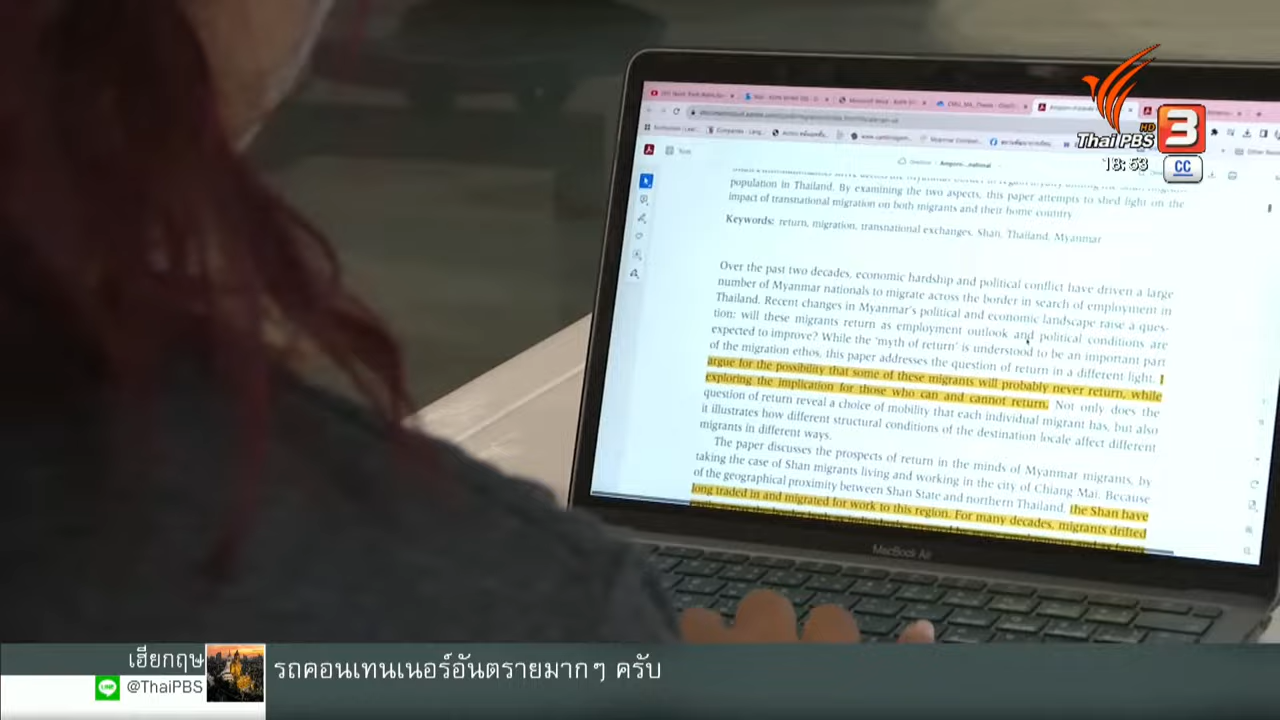 Thai PBS HD
3
18:53
CC
population in Thailand. By examining the two aspects, this paper attempts to shed light on the
impact of transnational migration on both migrants and their home country.
Keywords: return, migration, transnational exchanges, Shan, Thailand, Myanmar
Over the past two decades, economic hardship and political conflict have driven a large
number of Myanmar nationals to migrate across the border in search of employment in
Thailand. Recent changes in Myanmar's political and economic landscape raise a ques-
tion: will these migrants return as employment outlook and political conditions are
expected to improve? While the 'myth of return' is understood to be an important part
of the migration ethos, this paper addresses the question of return in a different light. I
argue for the possibility that some of these migrants will probably never return, while
exploring the implication for those who can and cannot return. Not only does the
question of return reveal a choice of mobility that each individual migrant has, but also
it illustrates how different structural conditions of the destination locale affect different
migrants in different ways.
The paper discusses the prospects of return in the minds of Myanmar migrants, by
taking the case of Shan migrants living and working in the city of Chiang Mai. Because
of the geographical proximity between Shan State and northern Thailand, the Shan have
long traded in and migrated for work to this region. For many decades, migrants drifted
MacBook Air
เฮียกฤษ
@ThaiPBS
LINE
รถคอนเทนเนอร์อันตรายมากๆ ครับ